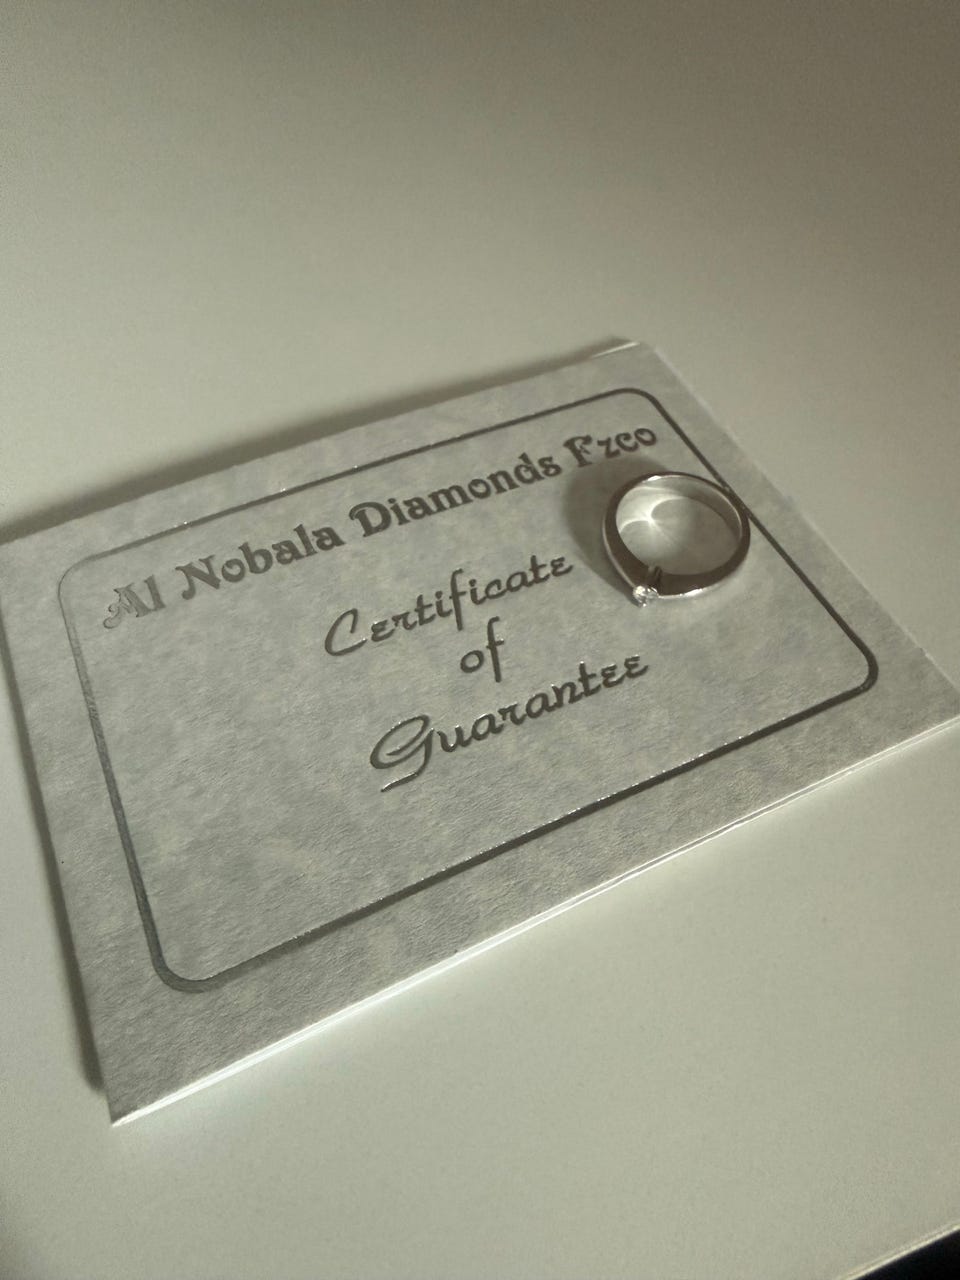 Al Nobala Diamonds Fzco
Certificate
of
Guarantee